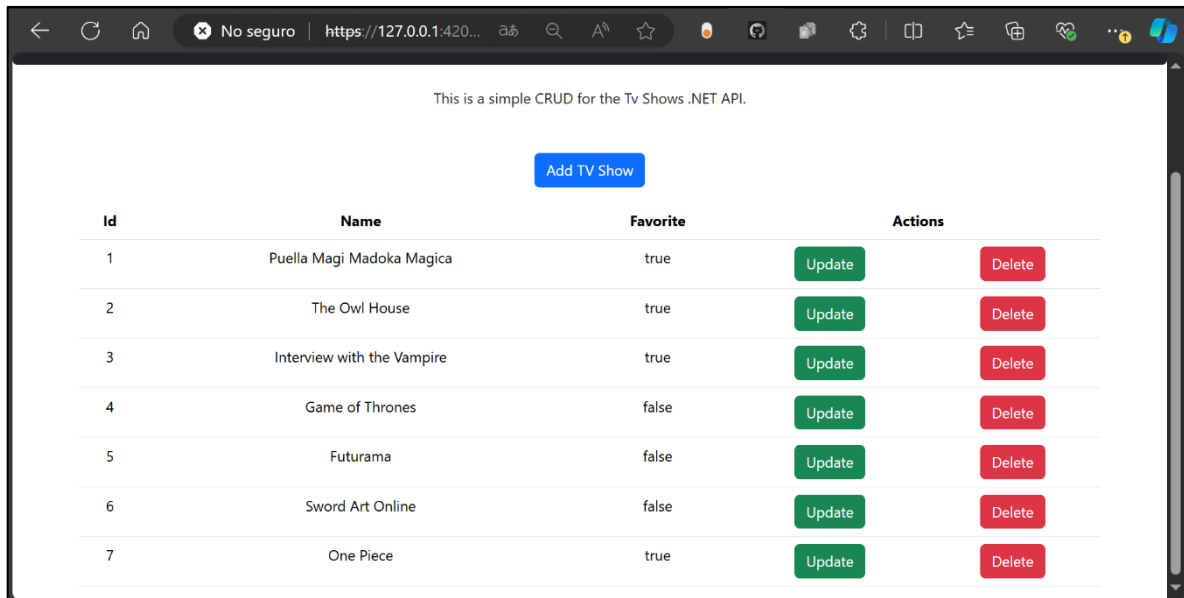 No seguro https://127.0.0.1:420...
This is a simple CRUD for the Tv Shows .NET API.
Add TV Show
Id Name Favorite Actions
1 Puella Magi Madoka Magica true Update Delete
2 The Owl House true Update Delete
3 Interview with the Vampire true Update Delete
4 Game of Thrones false Update Delete
5 Futurama false Update Delete
6 Sword Art Online false Update Delete
7 One Piece true Update Delete